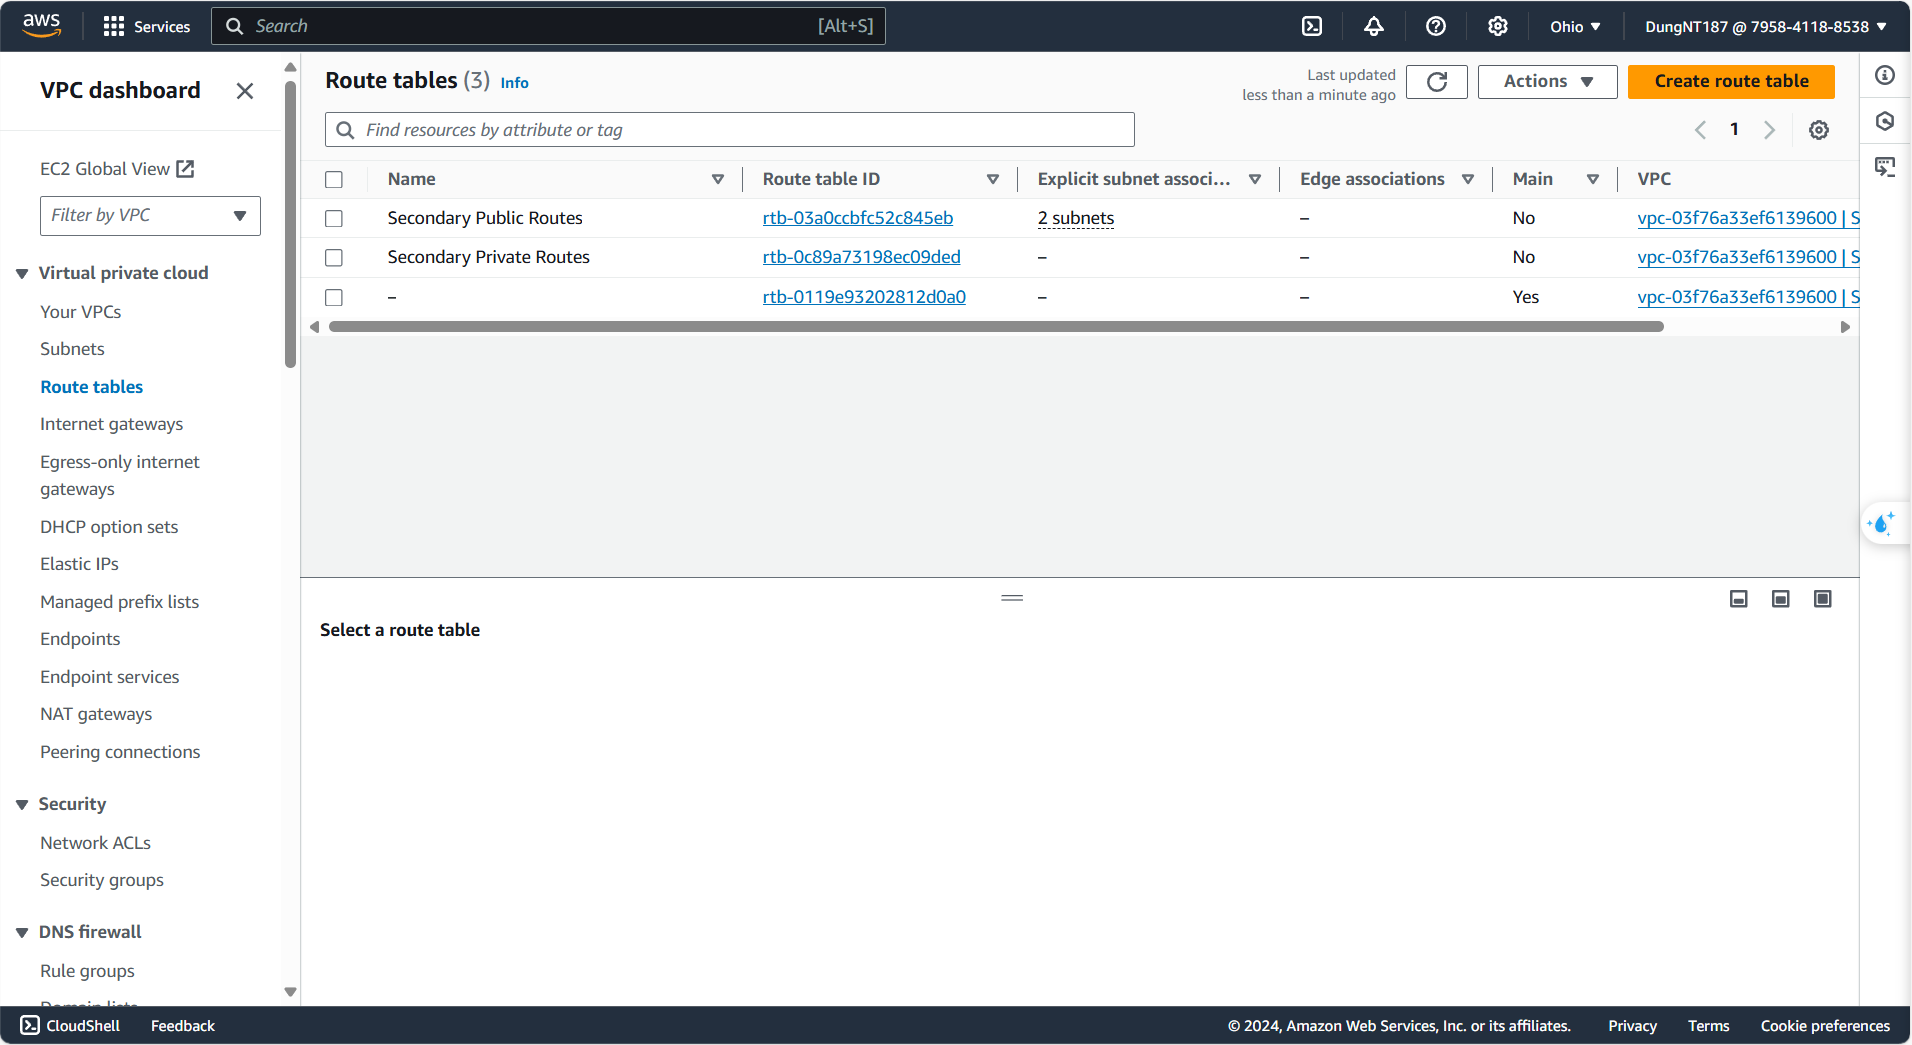 aws Services Search [Alt+S] Ohio DungNT187 @ 7958-4118-8538
VPC dashboard
EC2 Global View
Filter by VPC
Virtual private cloud
Your VPCs
Subnets
Route tables
Internet gateways
Egress-only internet
gateways
DHCP option sets
Elastic IPs
Managed prefix lists
Endpoints
Endpoint services
NAT gateways
Peering connections
Security
Network ACLs
Security groups
DNS firewall
Rule groups
Domain lists
Route tables (3) Info
Last updated
less than a minute ago
Actions
Create route table
Find resources by attribute or tag
1
Name Route table ID Explicit subnet associ... Edge associations Main VPC
Secondary Public Routes rtb-03a0ccbfc52c845eb 2 subnets – No vpc-03f76a33ef6139600 | S
Secondary Private Routes rtb-0c89a73198ec09ded – – No vpc-03f76a33ef6139600 | S
– rtb-0119e93202812d0a0 – – Yes vpc-03f76a33ef6139600 | S
Select a route table
CloudShell Feedback © 2024, Amazon Web Services, Inc. or its affiliates. Privacy Terms Cookie preferences